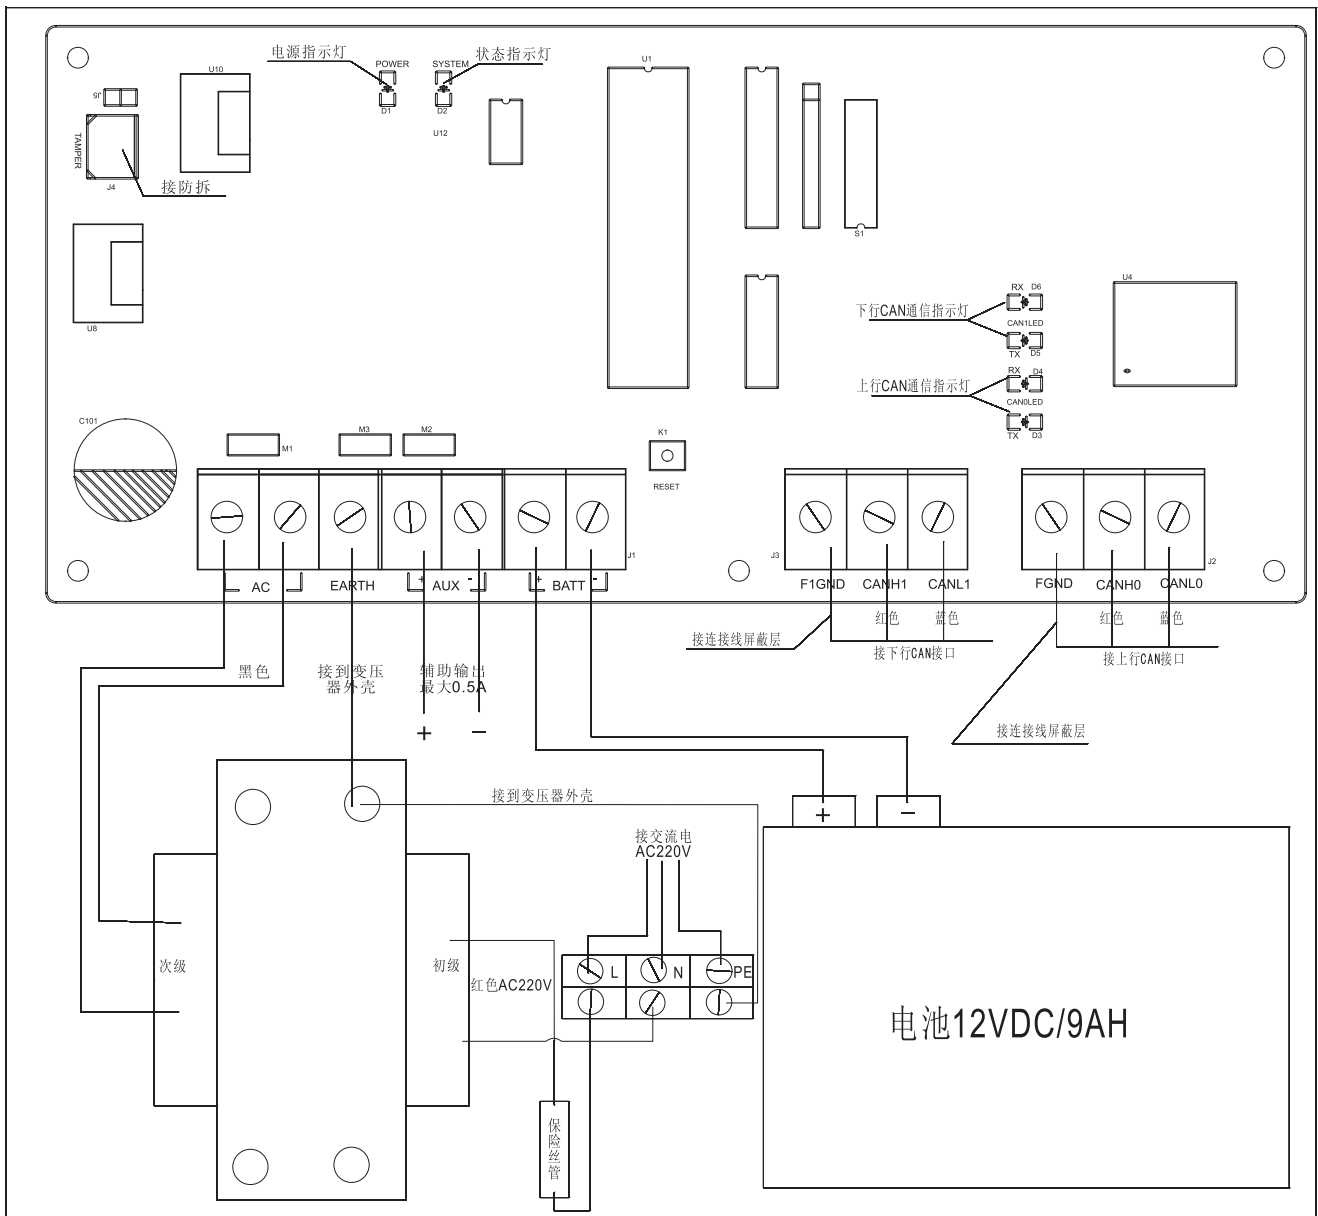 电源指示灯
POWER
SYSTEM
状态指示灯
U1
U10
J5
D1
D2
U12
TAMPER
J4
接防拆
S1
U8
U4
RX D6
下行CAN通信指示灯
CAN1LED
TX D5
RX D4
上行CAN通信指示灯
CAN0LED
TX D3
C101
M1
M3
M2
K1
RESET
J1
J3
J2
AC
EARTH
+ AUX -
+ BATT -
F1GND
CANH1
CANL1
FGND
CANH0
CANL0
红色
蓝色
红色
蓝色
接连接线屏蔽层
接下行CAN接口
接上行CAN接口
黑色
接到变压
器外壳
辅助输出
最大0.5A
+ −
接连接线屏蔽层
接到变压器外壳
+ −
接交流电
AC220V
次级
初级
红色AC220V
L
N
PE
电池12VDC/9AH
保险丝管